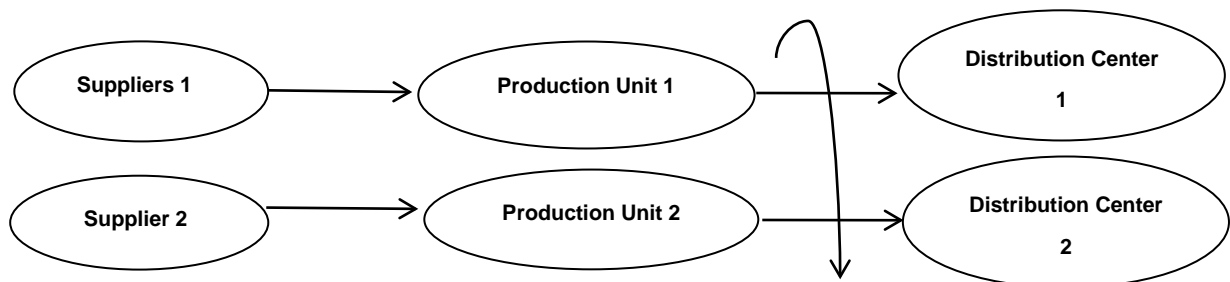 Suppliers 1
Production Unit 1
Distribution Center
1
Supplier 2
Production Unit 2
Distribution Center
2